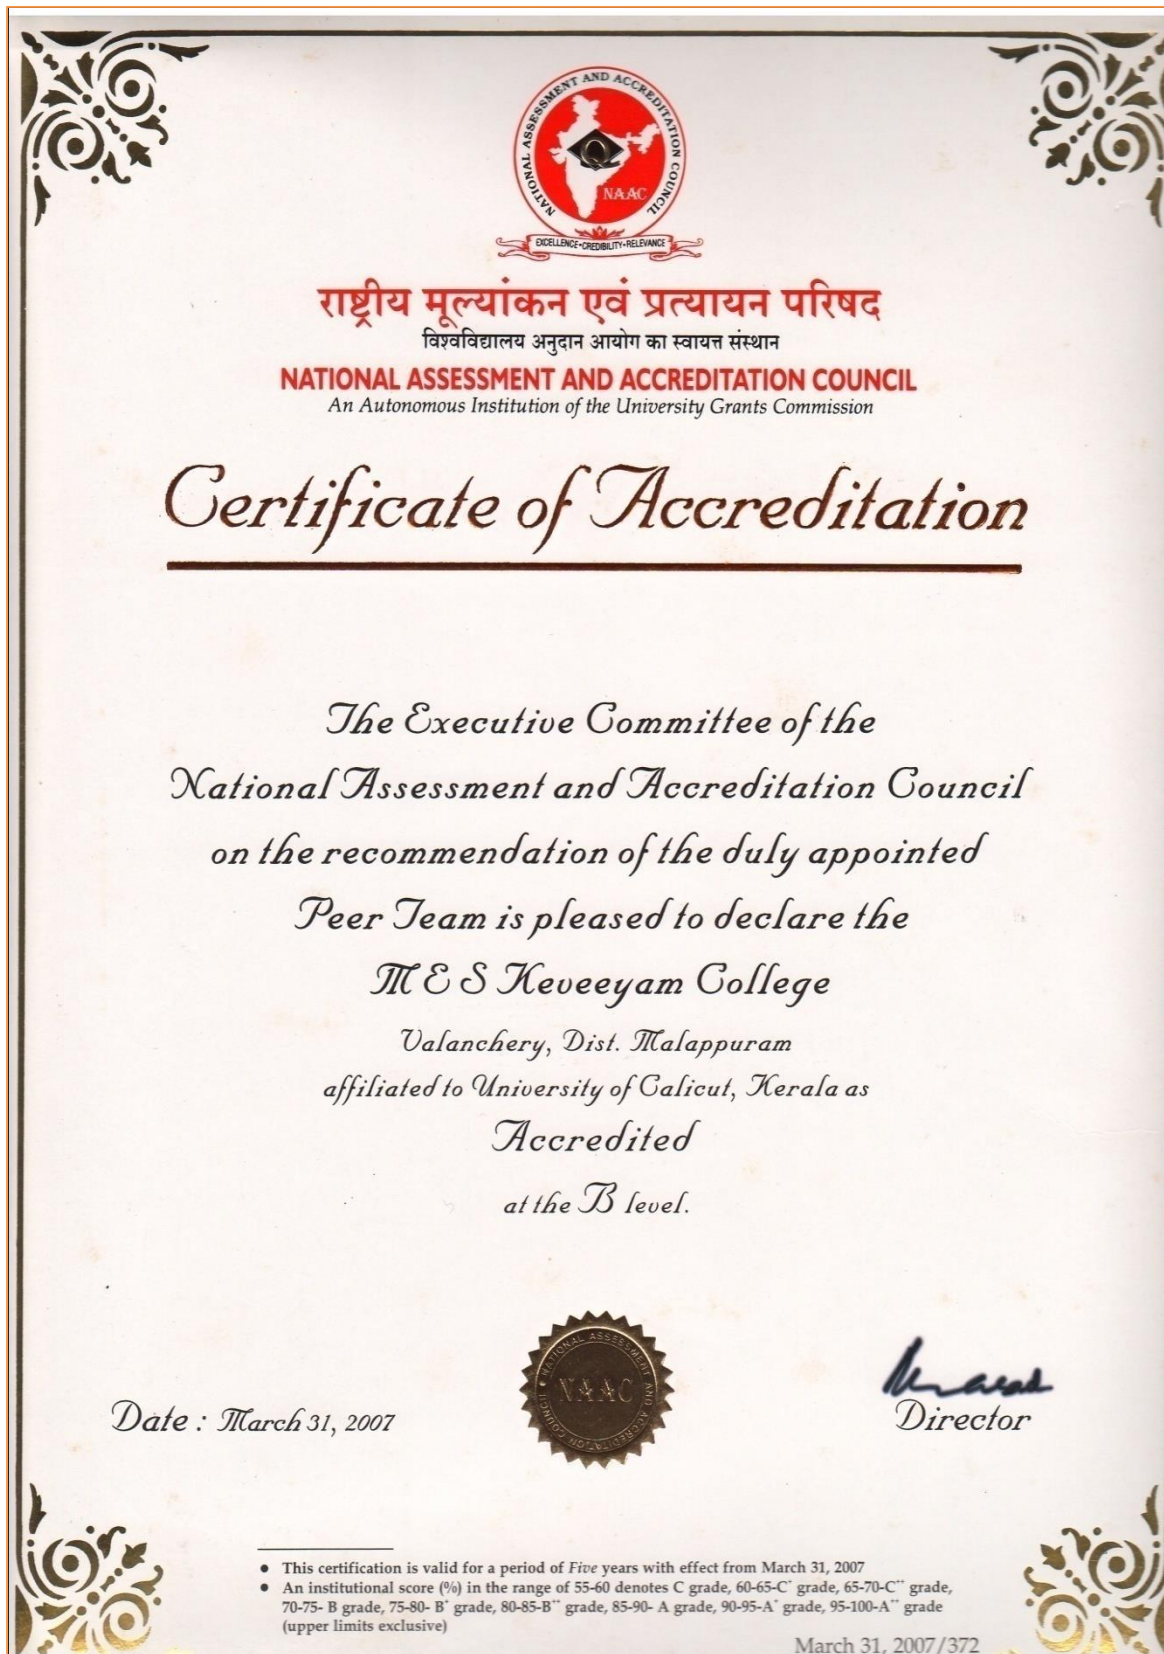 NATIONAL ASSESSMENT AND ACCREDITATION COUNCIL
Q
NAAC
EXCELLENCE•CREDIBILITY•RELEVANCE
राष्ट्रीय मूल्यांकन एवं प्रत्यायन परिषद
विश्वविद्यालय अनुदान आयोग का स्वायत्त संस्थान
NATIONAL ASSESSMENT AND ACCREDITATION COUNCIL
An Autonomous Institution of the University Grants Commission
Certificate of Accreditation
The Executive Committee of the
National Assessment and Accreditation Council
on the recommendation of the duly appointed
Peer Team is pleased to declare the
M E S Keveeyam College
Valanchery, Dist. Malappuram
affiliated to University of Calicut, Kerala as
Accredited
at the B level.
NATIONAL ASSESSMENT AND ACCREDITATION COUNCIL
NAAC
Date : March 31, 2007
Director
• This certification is valid for a period of Five years with effect from March 31, 2007
• An institutional score (%) in the range of 55-60 denotes C grade, 60-65-C⁺ grade, 65-70-C⁺⁺ grade,
70-75- B grade, 75-80- B⁺ grade, 80-85-B⁺⁺ grade, 85-90- A grade, 90-95-A⁺ grade, 95-100-A⁺⁺ grade
(upper limits exclusive)
March 31, 2007/372